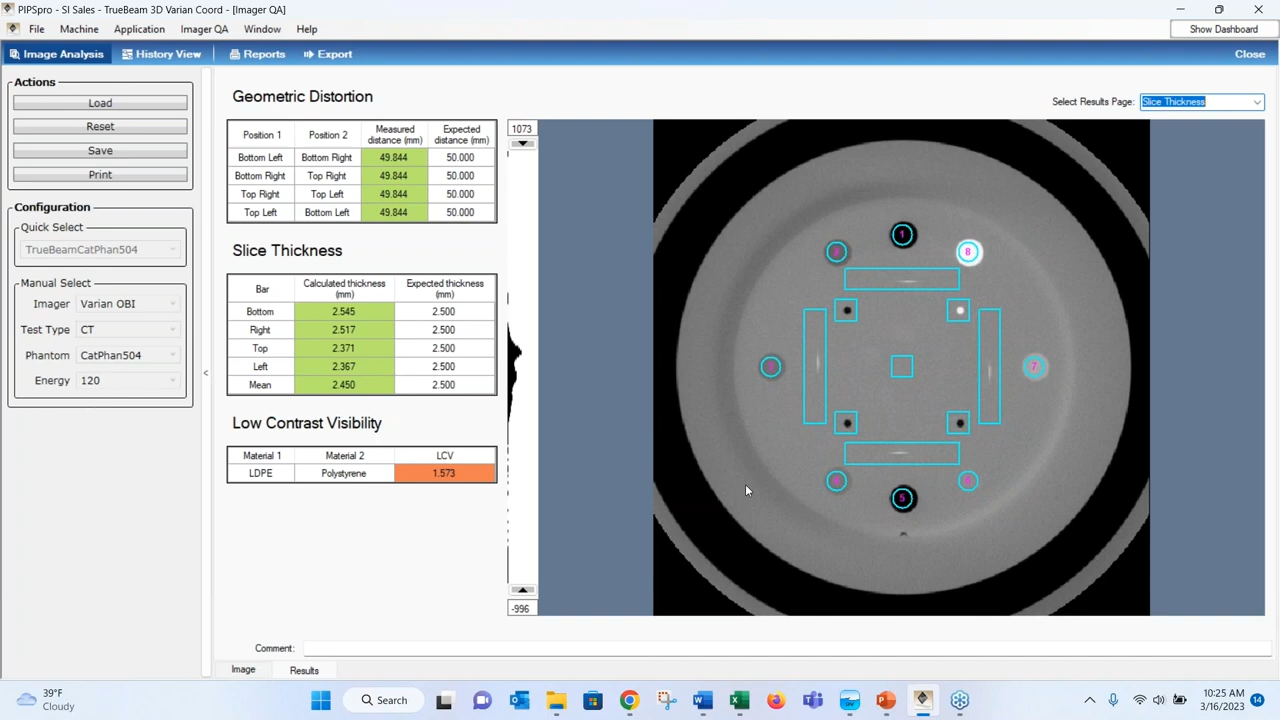 PIPSpro - SI Sales - TrueBeam 3D Varian Coord - [Imager QA]
File Machine Application Imager QA Window Help
Show Dashboard
Image Analysis History View Reports Export Close
Actions
Load
Reset
Save
Print
Configuration
Quick Select
TrueBeamCatPhan504
Manual Select
Imager Varian OBI
Test Type CT
Phantom CatPhan504
Energy 120
Geometric Distortion
Select Results Page: Slice Thickness
Position 1 Position 2 Measured distance (mm) Expected distance (mm)
Bottom Left Bottom Right 49.844 50.000
Bottom Right Top Right 49.844 50.000
Top Right Top Left 49.844 50.000
Top Left Bottom Left 49.844 50.000
Slice Thickness
Bar Calculated thickness (mm) Expected thickness (mm)
Bottom 2.545 2.500
Right 2.517 2.500
Top 2.371 2.500
Left 2.367 2.500
Mean 2.450 2.500
Low Contrast Visibility
Material 1 Material 2 LCV
LDPE Polystyrene 1.573
1073
-996
1
8
7
5
Comment:
Image Results
39°F
Cloudy
Search
10:25 AM
3/16/2023
14